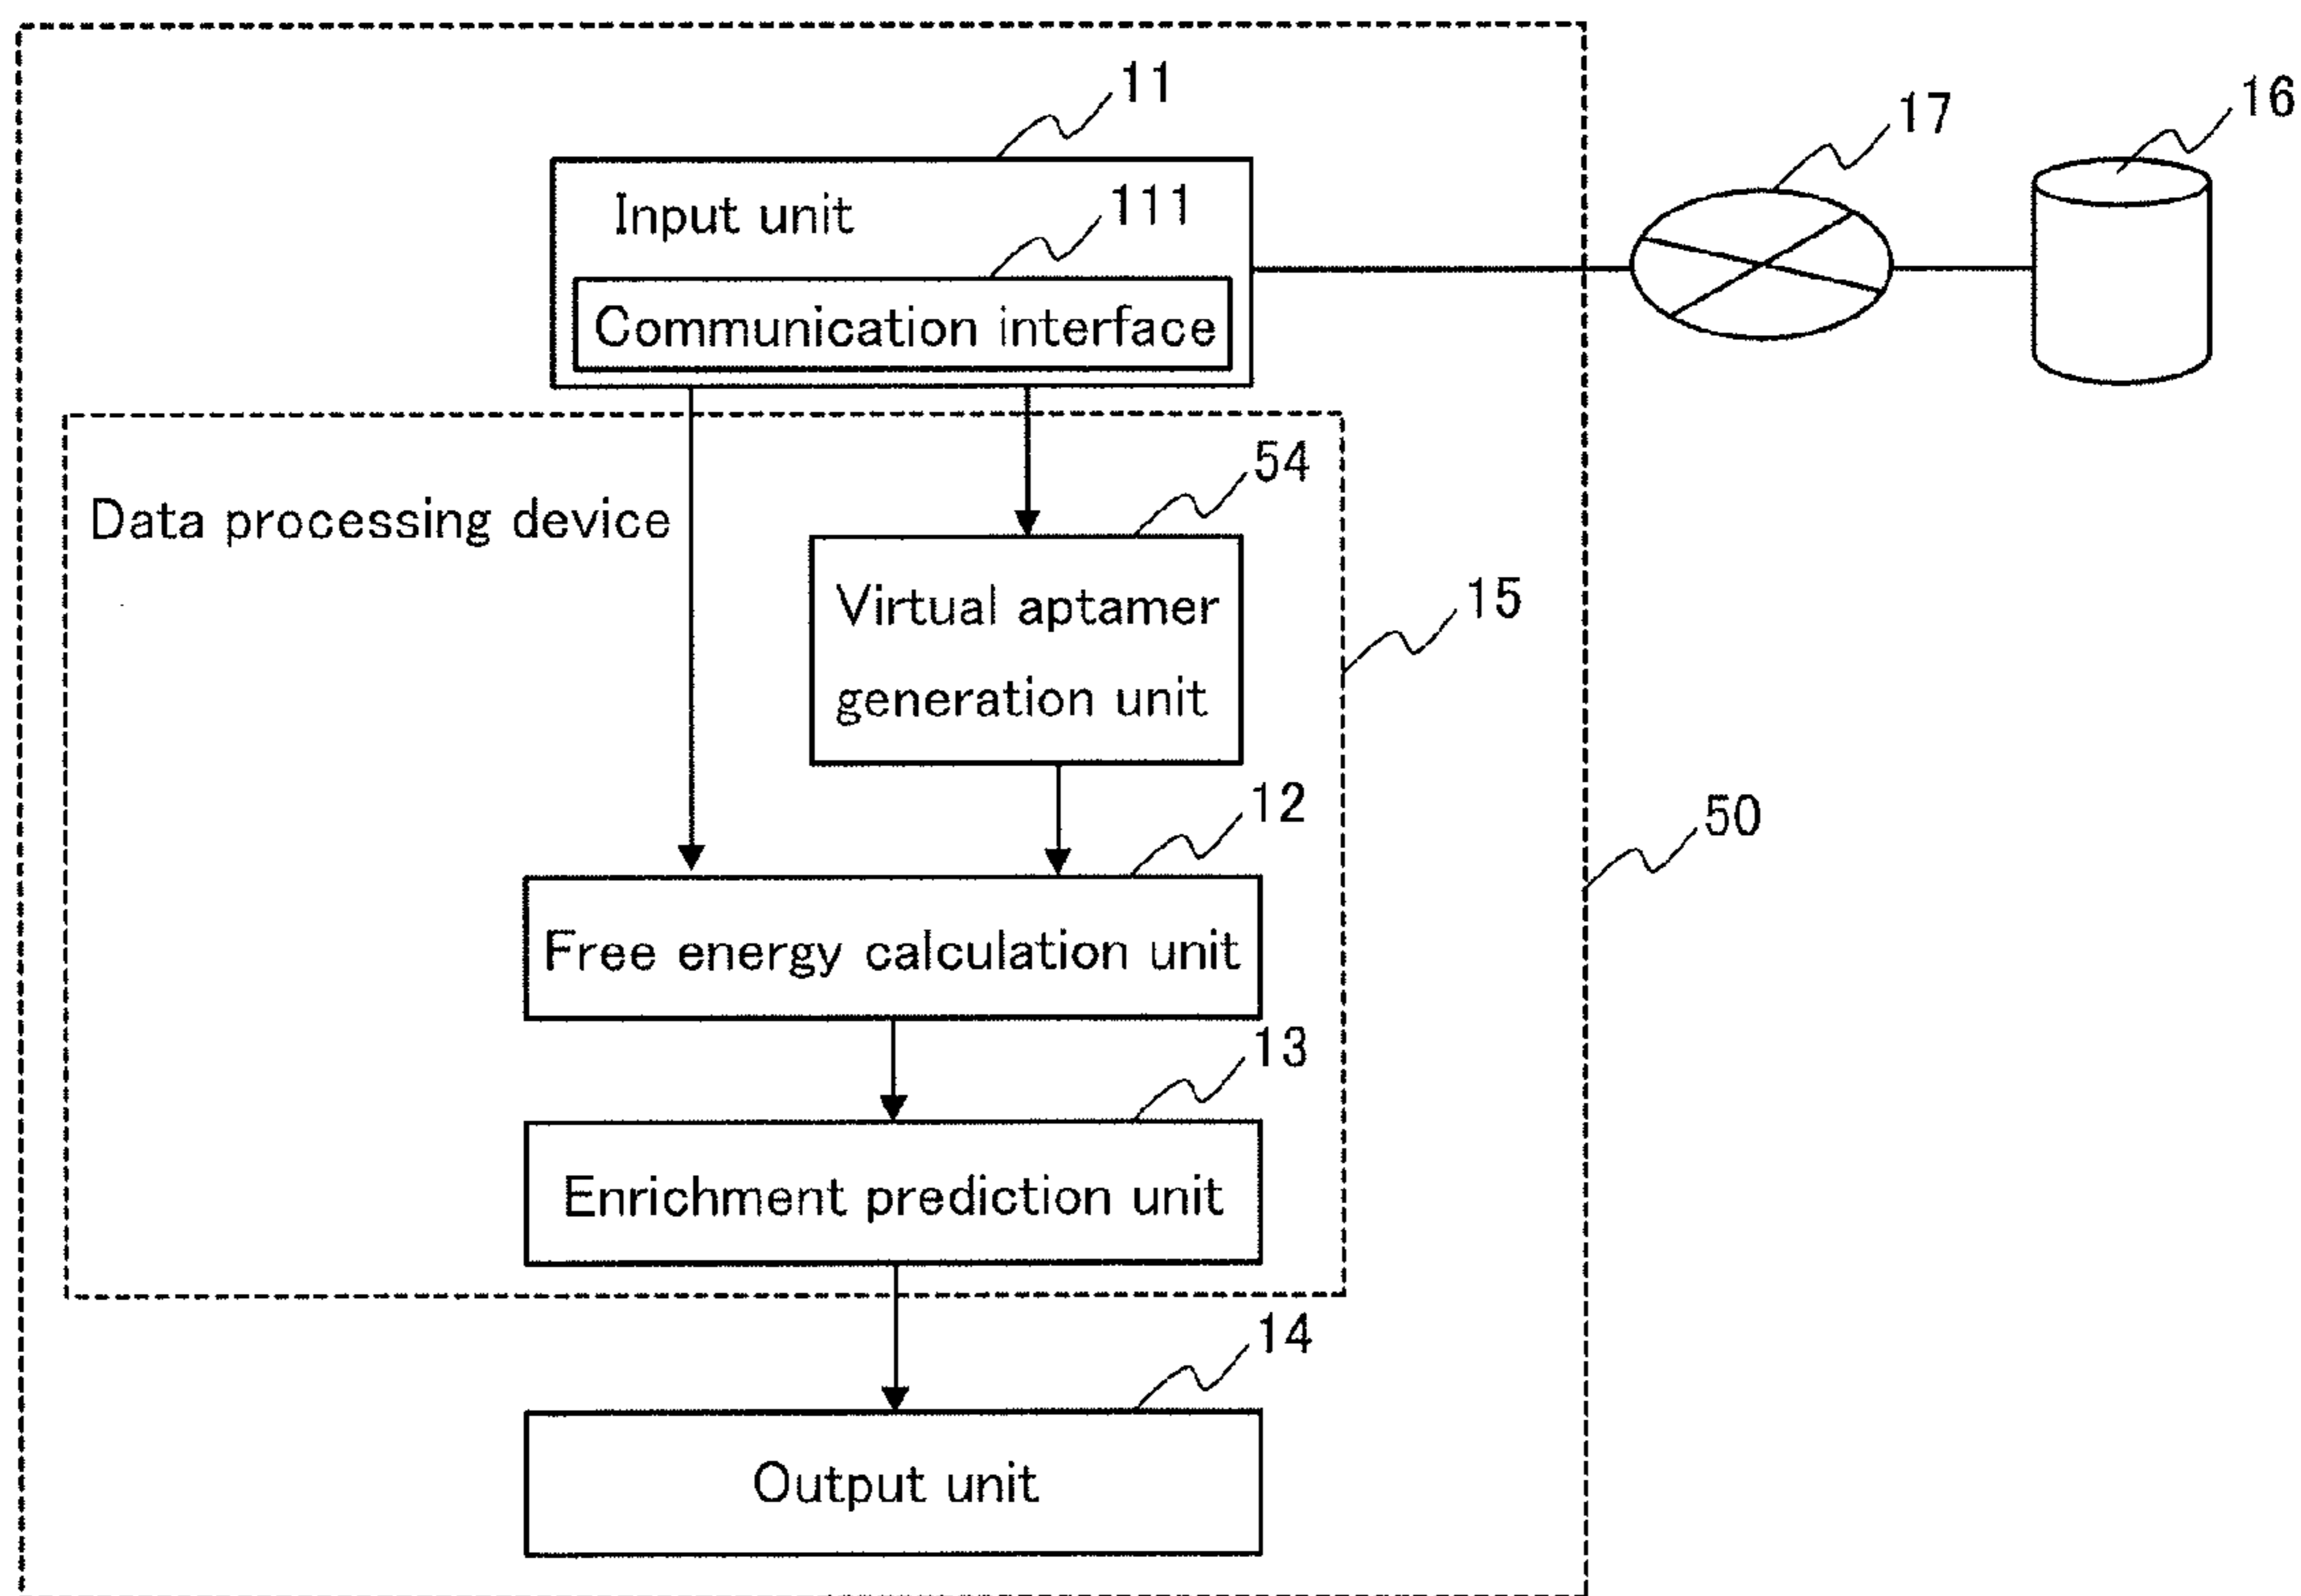 11
17
16
Input unit
111
Communication interface
54
Data processing device
Virtual aptamer
generation unit
15
12
50
Free energy calculation unit
13
Enrichment prediction unit
14
Output unit